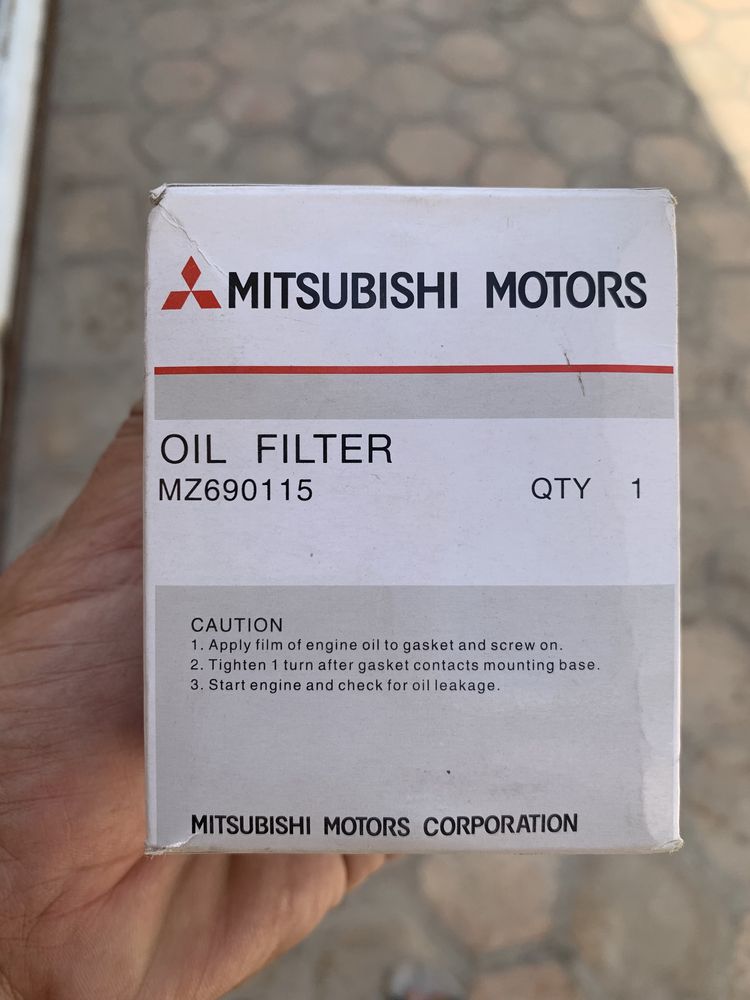 MITSUBISHI MOTORS
OIL FILTER
MZ690115 QTY 1
CAUTION
1. Apply film of engine oil to gasket and screw on.
2. Tighten 1 turn after gasket contacts mounting base.
3. Start engine and check for oil leakage.
MITSUBISHI MOTORS CORPORATION